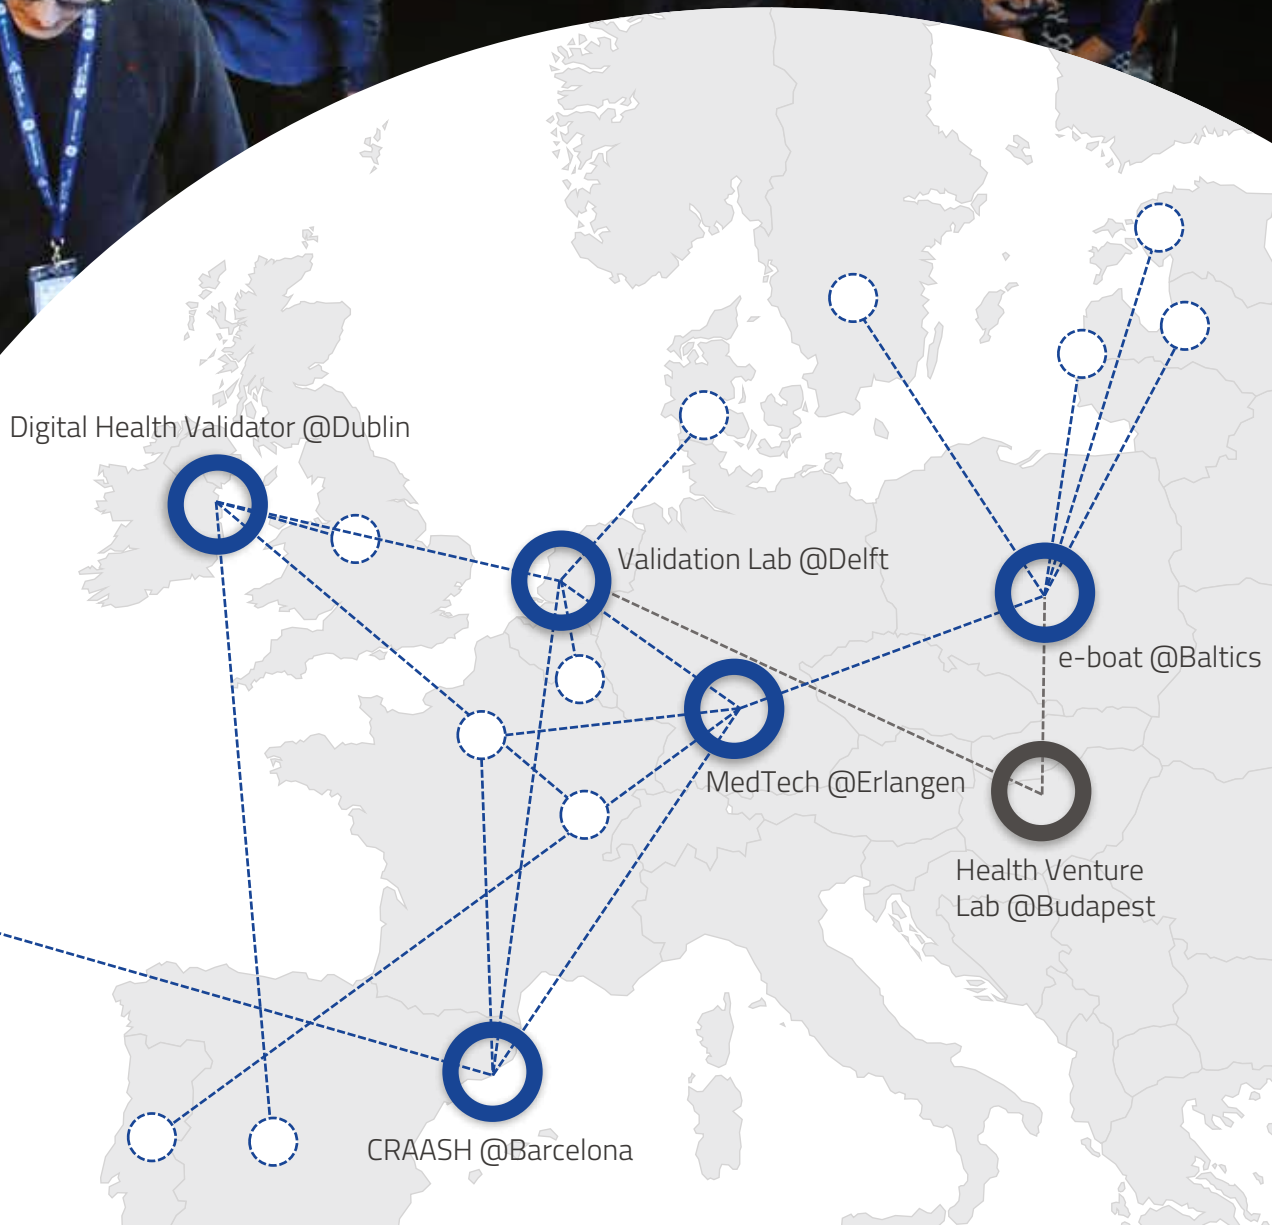 Digital Health Validator @Dublin
Validation Lab @Delft
e-boat @Baltics
MedTech @Erlangen
Health Venture
Lab @Budapest
CRAASH @Barcelona